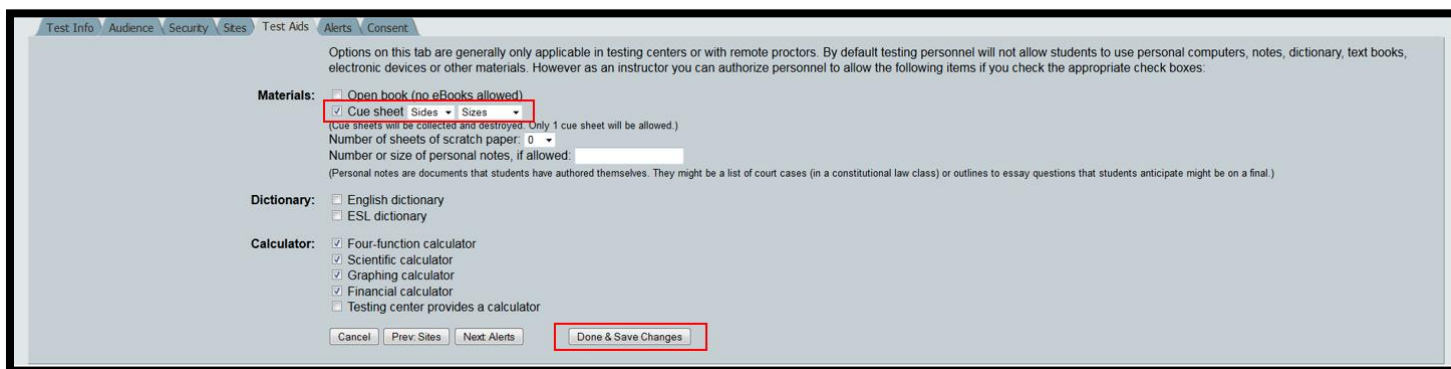 Test Info Audience Security Sites Test Aids Alerts Consent
Options on this tab are generally only applicable in testing centers or with remote proctors. By default testing personnel will not allow students to use personal computers, notes, dictionary, text books,
electronic devices or other materials. However as an instructor you can authorize personnel to allow the following items if you check the appropriate check boxes:
Materials: Open book (no eBooks allowed)
Cue sheet Sides Sizes
(Cue sheets will be collected and destroyed. Only 1 cue sheet will be allowed.)
Number of sheets of scratch paper: 0
Number or size of personal notes, if allowed:
(Personal notes are documents that students have authored themselves. They might be a list of court cases (in a constitutional law class) or outlines to essay questions that students anticipate might be on a final.)
Dictionary: English dictionary
ESL dictionary
Calculator: Four-function calculator
Scientific calculator
Graphing calculator
Financial calculator
Testing center provides a calculator
Cancel Prev: Sites Next: Alerts Done & Save Changes